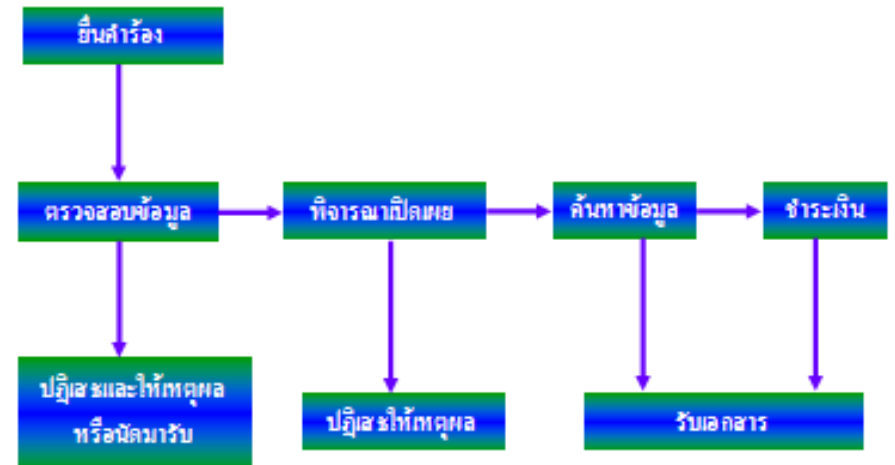 ยื่นคำร้อง
ตรวจสอบข้อมูล
พิจารณาเปิดเผย
ค้นหาข้อมูล
ชำระเงิน
ปฏิเสธและให้เหตุผล
หรือนัดมารับ
ปฏิเสธให้เหตุผล
รับเอกสาร